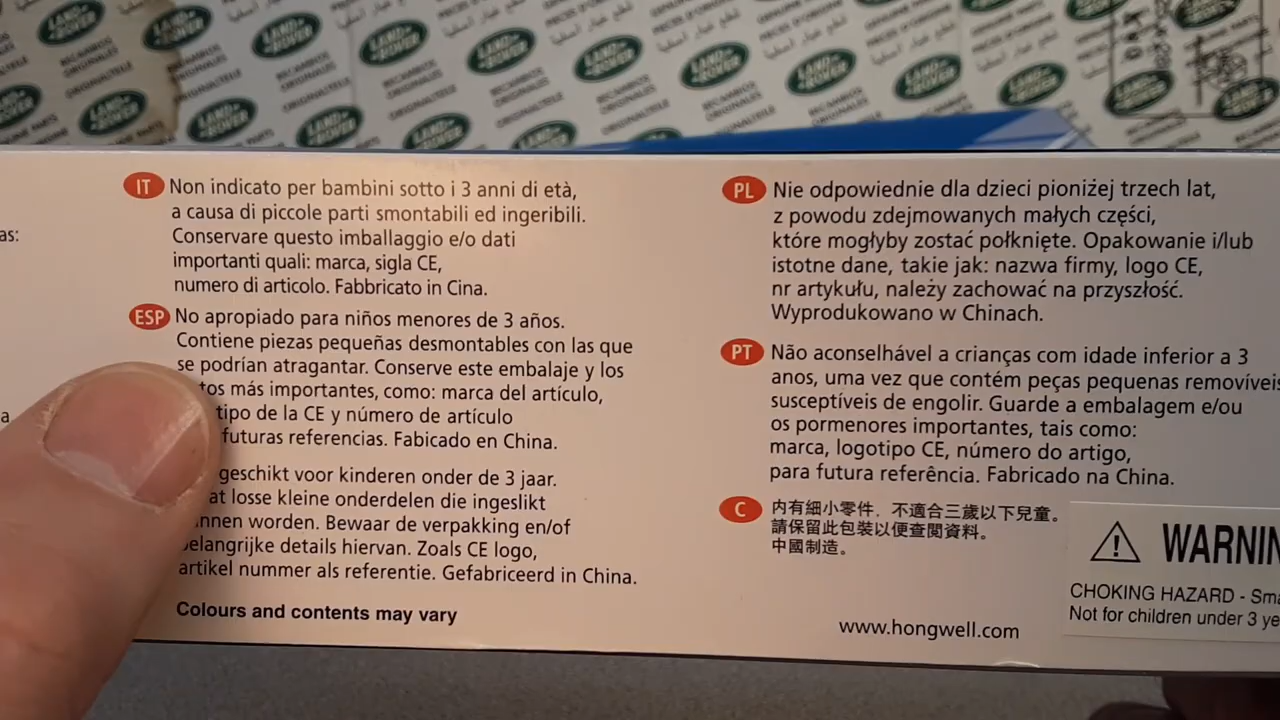 as:
a
IT Non indicato per bambini sotto i 3 anni di età,
a causa di piccole parti smontabili ed ingeribili.
Conservare questo imballaggio e/o dati
importanti quali: marca, sigla CE,
numero di articolo. Fabbricato in Cina.
ESP No apropiado para niños menores de 3 años.
Contiene piezas pequeñas desmontables con las que
se podrían atragantar. Conserve este embalaje y los
tos más importantes, como: marca del artículo,
tipo de la CE y número de artículo
futuras referencias. Fabicado en China.
geschikt voor kinderen onder de 3 jaar.
at losse kleine onderdelen die ingeslikt
nnen worden. Bewaar de verpakking en/of
elangrijke details hiervan. Zoals CE logo,
artikel nummer als referentie. Gefabriceerd in China.
Colours and contents may vary
PL Nie odpowiednie dla dzieci pioniżej trzech lat,
z powodu zdejmowanych małych części,
które mogłyby zostać połknięte. Opakowanie i/lub
istotne dane, takie jak: nazwa firmy, logo CE,
nr artykułu, należy zachować na przyszłość.
Wyprodukowano w Chinach.
PT Não aconselhável a crianças com idade inferior a 3
anos, uma vez que contém peças pequenas removíveis
susceptíveis de engolir. Guarde a embalagem e/ou
os pormenores importantes, tais como:
marca, logotipo CE, número do artigo,
para futura referência. Fabricado na China.
C 内有細小零件﹐不適合三歲以下兒童。
請保留此包裝以便查閱資料。
中國制造。
www.hongwell.com
WARNIN
CHOKING HAZARD - Sma
Not for children under 3 ye
LAND ROVER
RECAMBIOS ORIGINALES
ORIGINALTEILE